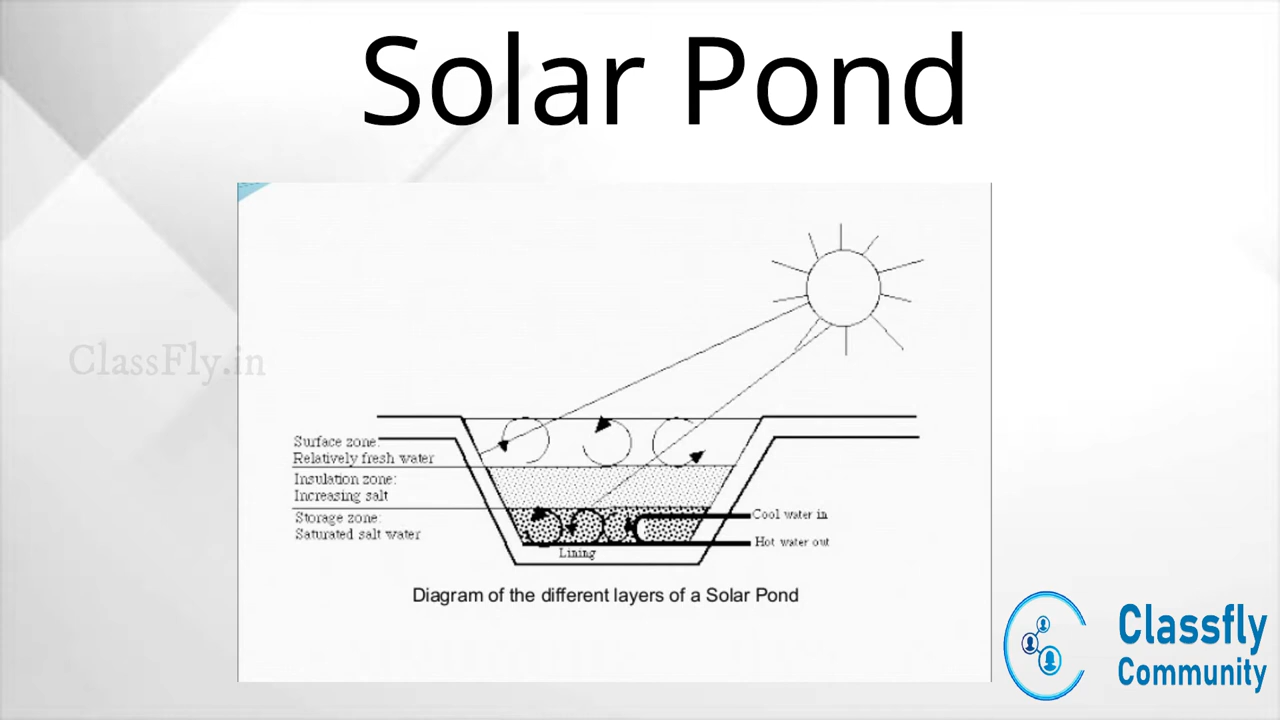 Solar Pond
ClassFly.in
Surface zone:
Relatively fresh water
Insulation zone:
Increasing salt
Storage zone:
Saturated salt water
Cool water in
Hot water out
Lining
Diagram of the different layers of a Solar Pond
Classfly
Community